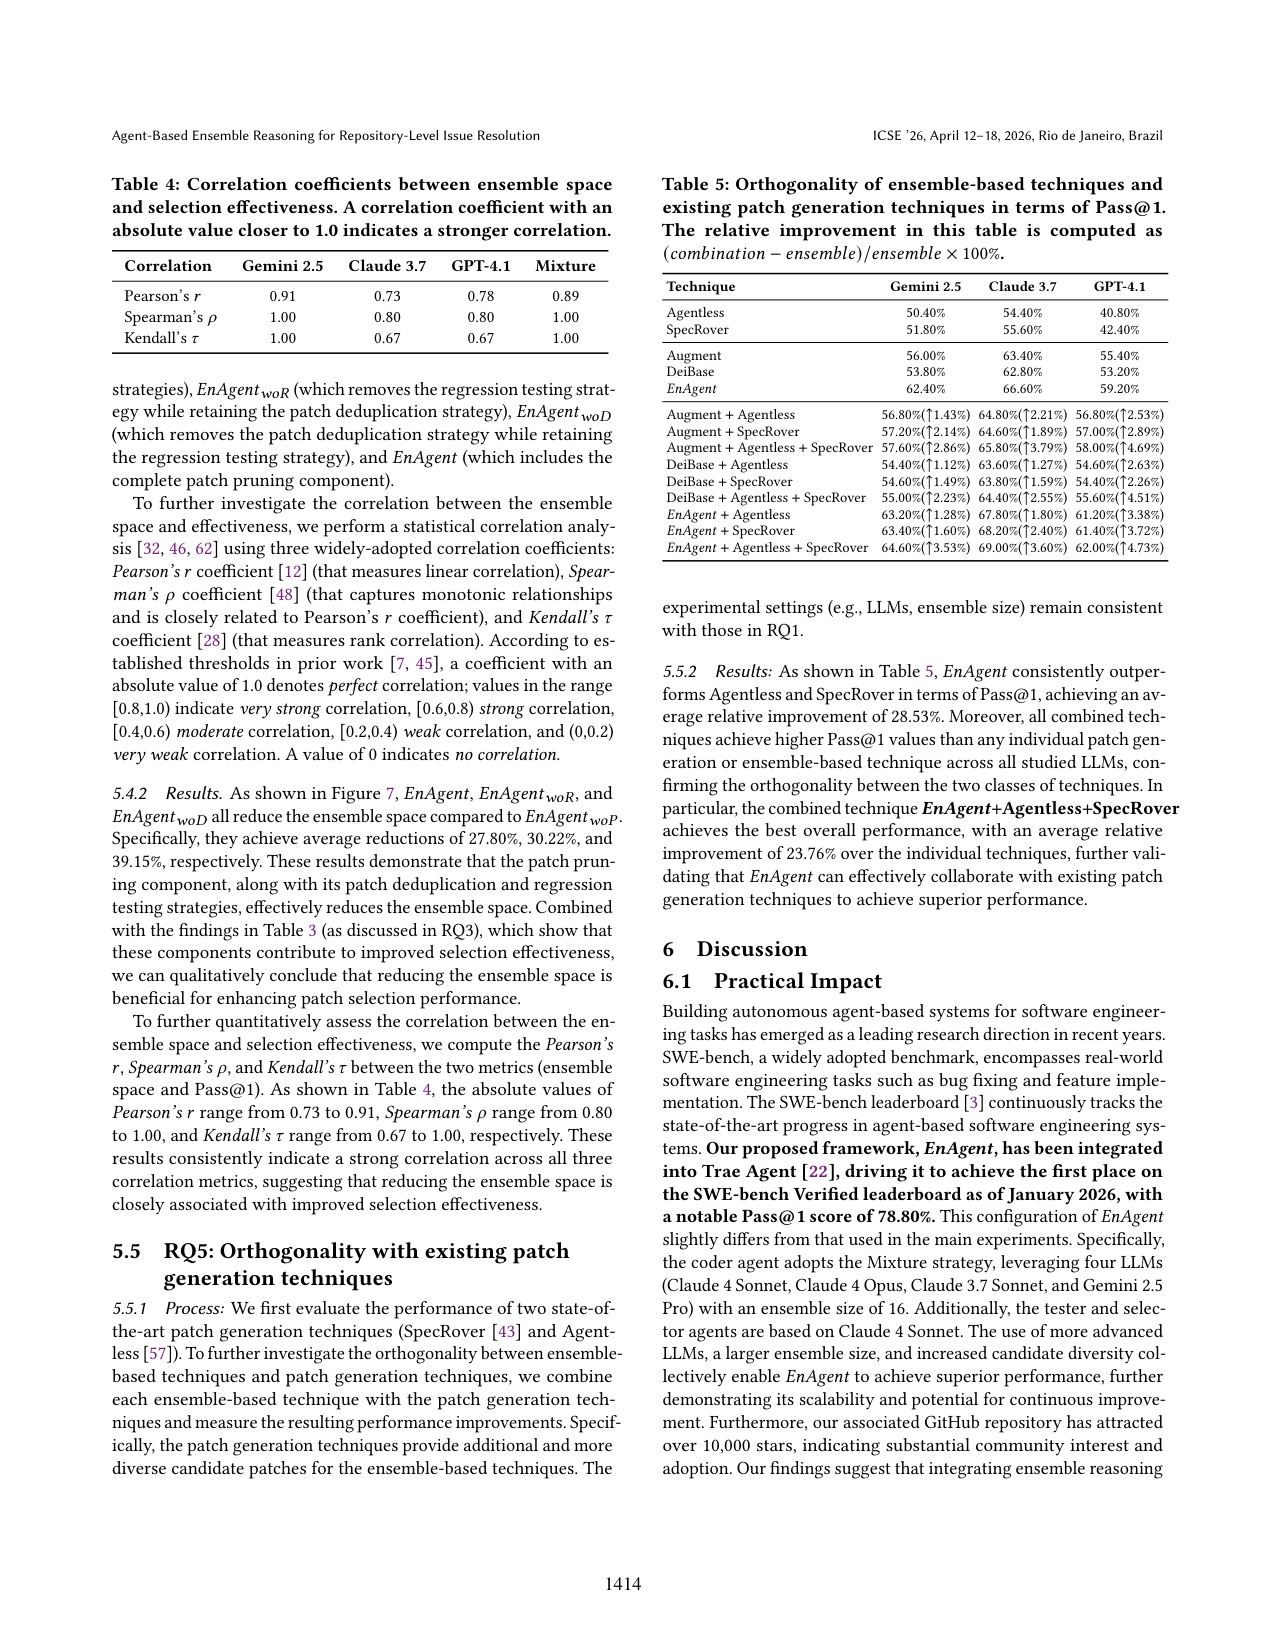 Agent-Based Ensemble Reasoning for Repository-Level Issue Resolution
ICSE ’26, April 12–18, 2026, Rio de Janeiro, Brazil
Table 4: Correlation coefficients between ensemble space
and selection effectiveness. A correlation coefficient with an
absolute value closer to 1.0 indicates a stronger correlation.
Correlation Gemini 2.5 Claude 3.7 GPT-4.1 Mixture
Pearson’s r 0.91 0.73 0.78 0.89
Spearman’s ρ 1.00 0.80 0.80 1.00
Kendall’s τ 1.00 0.67 0.67 1.00
strategies), EnAgent woR (which removes the regression testing strat-
egy while retaining the patch deduplication strategy), EnAgent woD
(which removes the patch deduplication strategy while retaining
the regression testing strategy), and EnAgent (which includes the
complete patch pruning component).
To further investigate the correlation between the ensemble
space and effectiveness, we perform a statistical correlation analy-
sis [32, 46, 62] using three widely-adopted correlation coefficients:
Pearson’s r coefficient [12] (that measures linear correlation), Spear-
man’s ρ coefficient [48] (that captures monotonic relationships
and is closely related to Pearson’s r coefficient), and Kendall’s τ
coefficient [28] (that measures rank correlation). According to es-
tablished thresholds in prior work [7, 45], a coefficient with an
absolute value of 1.0 denotes perfect correlation; values in the range
[0.8,1.0) indicate very strong correlation, [0.6,0.8) strong correlation,
[0.4,0.6) moderate correlation, [0.2,0.4) weak correlation, and (0,0.2)
very weak correlation. A value of 0 indicates no correlation.
5.4.2 Results. As shown in Figure 7, EnAgent, EnAgent woR, and
EnAgent woD all reduce the ensemble space compared to EnAgent woP.
Specifically, they achieve average reductions of 27.80%, 30.22%, and
39.15%, respectively. These results demonstrate that the patch prun-
ing component, along with its patch deduplication and regression
testing strategies, effectively reduces the ensemble space. Combined
with the findings in Table 3 (as discussed in RQ3), which show that
these components contribute to improved selection effectiveness,
we can qualitatively conclude that reducing the ensemble space is
beneficial for enhancing patch selection performance.
To further quantitatively assess the correlation between the en-
semble space and selection effectiveness, we compute the Pearson’s
r, Spearman’s ρ, and Kendall’s τ between the two metrics (ensemble
space and Pass@1). As shown in Table 4, the absolute values of
Pearson’s r range from 0.73 to 0.91, Spearman’s ρ range from 0.80
to 1.00, and Kendall’s τ range from 0.67 to 1.00, respectively. These
results consistently indicate a strong correlation across all three
correlation metrics, suggesting that reducing the ensemble space is
closely associated with improved selection effectiveness.
5.5 RQ5: Orthogonality with existing patch
generation techniques
5.5.1 Process: We first evaluate the performance of two state-of-
the-art patch generation techniques (SpecRover [43] and Agent-
less [57]). To further investigate the orthogonality between ensemble-
based techniques and patch generation techniques, we combine
each ensemble-based technique with the patch generation tech-
niques and measure the resulting performance improvements. Specif-
ically, the patch generation techniques provide additional and more
diverse candidate patches for the ensemble-based techniques. The
Table 5: Orthogonality of ensemble-based techniques and
existing patch generation techniques in terms of Pass@1.
The relative improvement in this table is computed as
(combination − ensemble)/ensemble × 100%.
Technique Gemini 2.5 Claude 3.7 GPT-4.1
Agentless 50.40% 54.40% 40.80%
SpecRover 51.80% 55.60% 42.40%
Augment 56.00% 63.40% 55.40%
DeiBase 53.80% 62.80% 53.20%
EnAgent 62.40% 66.60% 59.20%
Augment + Agentless 56.80%(↑1.43%) 64.80%(↑2.21%) 56.80%(↑2.53%)
Augment + SpecRover 57.20%(↑2.14%) 64.60%(↑1.89%) 57.00%(↑2.89%)
Augment + Agentless + SpecRover 57.60%(↑2.86%) 65.80%(↑3.79%) 58.00%(↑4.69%)
DeiBase + Agentless 54.40%(↑1.12%) 63.60%(↑1.27%) 54.60%(↑2.63%)
DeiBase + SpecRover 54.60%(↑1.49%) 63.80%(↑1.59%) 54.40%(↑2.26%)
DeiBase + Agentless + SpecRover 55.00%(↑2.23%) 64.40%(↑2.55%) 55.60%(↑4.51%)
EnAgent + Agentless 63.20%(↑1.28%) 67.80%(↑1.80%) 61.20%(↑3.38%)
EnAgent + SpecRover 63.40%(↑1.60%) 68.20%(↑2.40%) 61.40%(↑3.72%)
EnAgent + Agentless + SpecRover 64.60%(↑3.53%) 69.00%(↑3.60%) 62.00%(↑4.73%)
experimental settings (e.g., LLMs, ensemble size) remain consistent
with those in RQ1.
5.5.2 Results: As shown in Table 5, EnAgent consistently outper-
forms Agentless and SpecRover in terms of Pass@1, achieving an av-
erage relative improvement of 28.53%. Moreover, all combined tech-
niques achieve higher Pass@1 values than any individual patch gen-
eration or ensemble-based technique across all studied LLMs, con-
firming the orthogonality between the two classes of techniques. In
particular, the combined technique EnAgent+Agentless+SpecRover
achieves the best overall performance, with an average relative
improvement of 23.76% over the individual techniques, further vali-
dating that EnAgent can effectively collaborate with existing patch
generation techniques to achieve superior performance.
6 Discussion
6.1 Practical Impact
Building autonomous agent-based systems for software engineer-
ing tasks has emerged as a leading research direction in recent years.
SWE-bench, a widely adopted benchmark, encompasses real-world
software engineering tasks such as bug fixing and feature imple-
mentation. The SWE-bench leaderboard [3] continuously tracks the
state-of-the-art progress in agent-based software engineering sys-
tems. Our proposed framework, EnAgent, has been integrated
into Trae Agent [22], driving it to achieve the first place on
the SWE-bench Verified leaderboard as of January 2026, with
a notable Pass@1 score of 78.80%. This configuration of EnAgent
slightly differs from that used in the main experiments. Specifically,
the coder agent adopts the Mixture strategy, leveraging four LLMs
(Claude 4 Sonnet, Claude 4 Opus, Claude 3.7 Sonnet, and Gemini 2.5
Pro) with an ensemble size of 16. Additionally, the tester and selec-
tor agents are based on Claude 4 Sonnet. The use of more advanced
LLMs, a larger ensemble size, and increased candidate diversity col-
lectively enable EnAgent to achieve superior performance, further
demonstrating its scalability and potential for continuous improve-
ment. Furthermore, our associated GitHub repository has attracted
over 10,000 stars, indicating substantial community interest and
adoption. Our findings suggest that integrating ensemble reasoning
1414